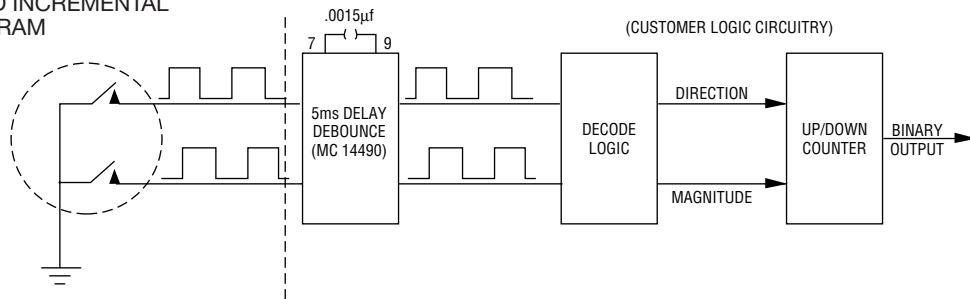 INCREMENTAL
.0015µf
7 9
(CUSTOMER LOGIC CIRCUITRY)
5ms DELAY
DEBOUNCE
(MC 14490)
DECODE
LOGIC
DIRECTION
MAGNITUDE
UP/DOWN
COUNTER
BINARY
OUTPUT